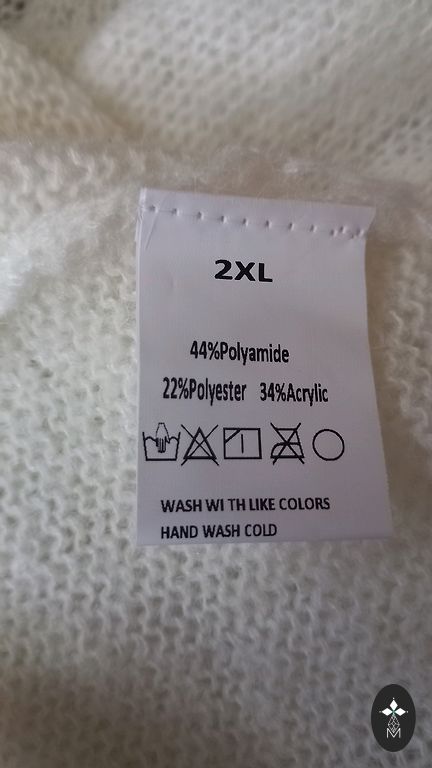 2XL
44%Polyamide
22%Polyester 34%Acrylic
WASH WI TH LIKE COLORS
HAND WASH COLD
M